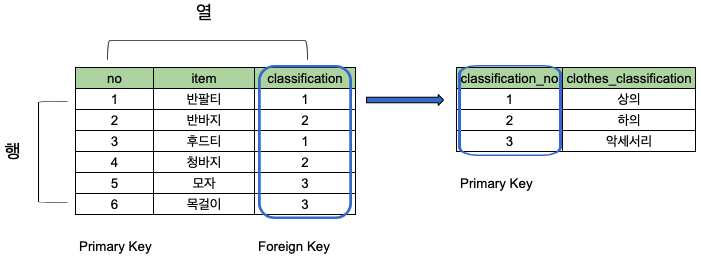 열
no item classification
1 반팔티 1
2 반바지 2
3 후드티 1
4 청바지 2
5 모자 3
6 목걸이 3
행
Primary Key Foreign Key
classification_no clothes_classification
1 상의
2 하의
3 악세서리
Primary Key